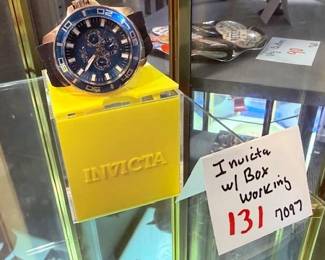 INVICTA
Invicta
w/ Box
working
131 7097